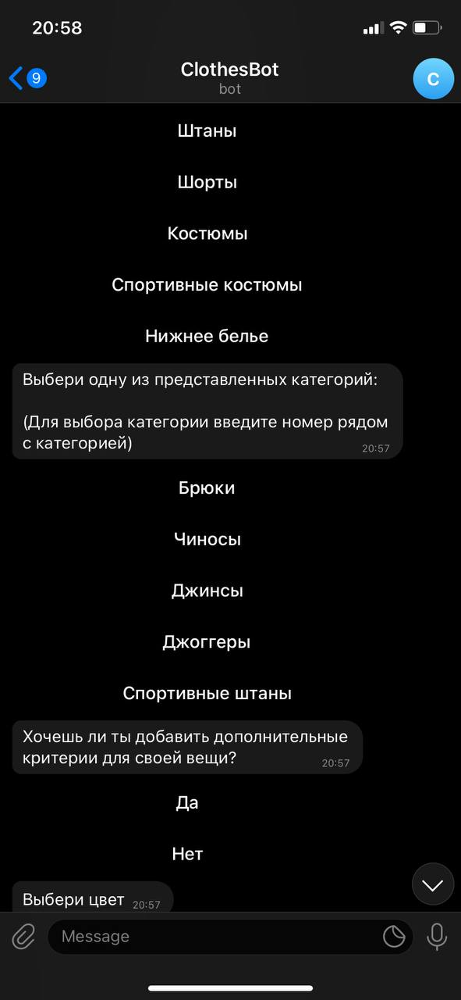 20:58
9
ClothesBot
bot
C
Штаны
Шорты
Костюмы
Спортивные костюмы
Нижнее белье
Выбери одну из представленных категорий:
(Для выбора категории введите номер рядом
с категорией)
20:57
Брюки
Чиносы
Джинсы
Джоггеры
Спортивные штаны
Хочешь ли ты добавить дополнительные
критерии для своей вещи?
20:57
Да
Нет
Выбери цвет 20:57
Message